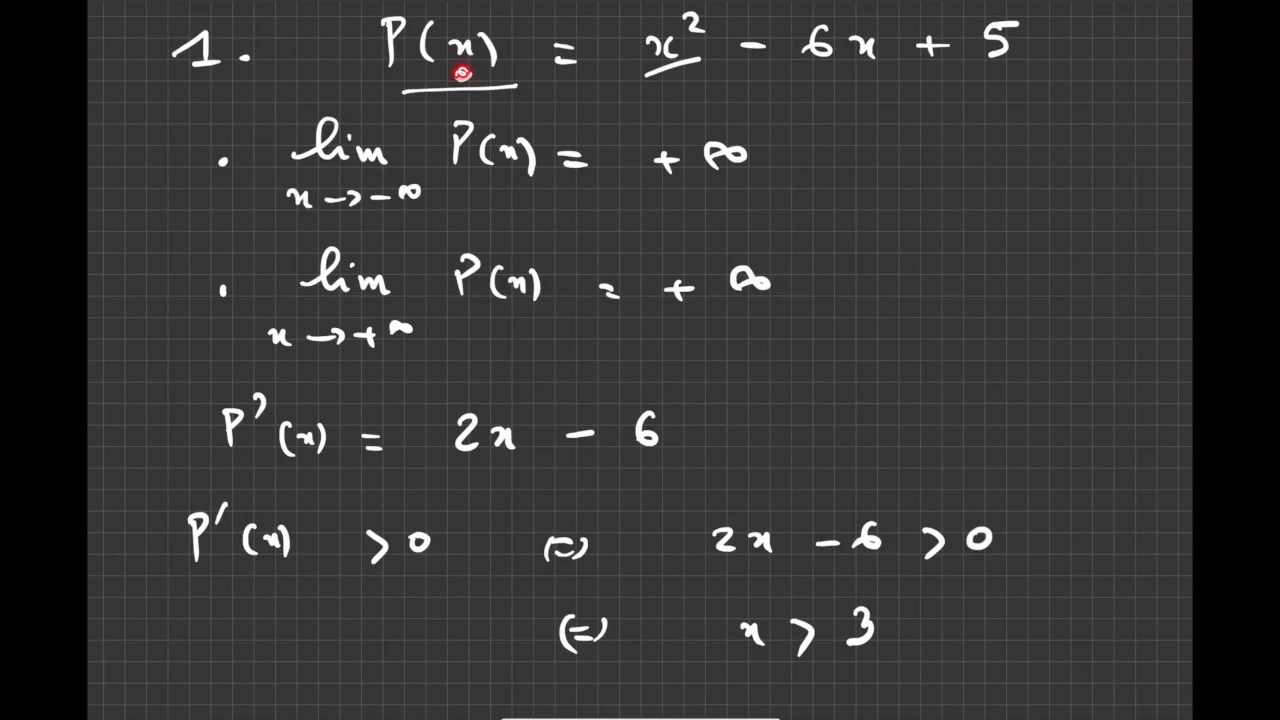 1. P(x) = x² - 6x + 5
. lim P(x) = + ∞
x → -∞
. lim P(x) = + ∞
x → +∞
P'(x) = 2x - 6
P'(x) > 0 (=) 2x - 6 > 0
(=) x > 3